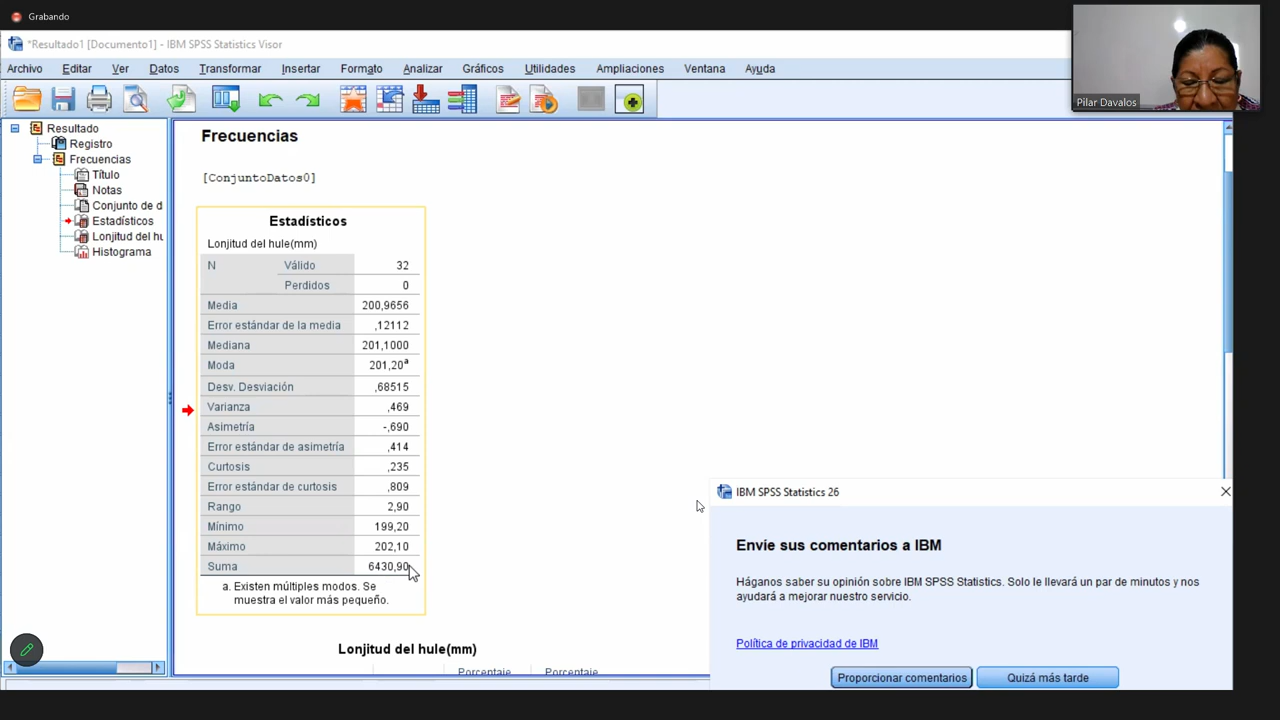 Grabando
*Resultado1 [Documento1] - IBM SPSS Statistics Visor
Archivo Editar Ver Datos Transformar Insertar Formato Analizar Gráficos Utilidades Ampliaciones Ventana Ayuda
Pilar Davalos
Resultado
Registro
Frecuencias
Título
Notas
Conjunto de d
Estadísticos
Lonjitud del hu
Histograma
Frecuencias
[ConjuntoDatos0]
Estadísticos
Lonjitud del hule(mm)
N Válido 32
Perdidos 0
Media 200,9656
Error estándar de la media ,12112
Mediana 201,1000
Moda 201,20a
Desv. Desviación ,68515
Varianza ,469
Asimetría -,690
Error estándar de asimetría ,414
Curtosis ,235
Error estándar de curtosis ,809
Rango 2,90
Mínimo 199,20
Máximo 202,10
Suma 6430,90
a. Existen múltiples modos. Se
muestra el valor más pequeño.
Lonjitud del hule(mm)
Porcentaje Porcentaje
IBM SPSS Statistics 26
Envíe sus comentarios a IBM
Háganos saber su opinión sobre IBM SPSS Statistics. Solo le llevará un par de minutos y nos
ayudará a mejorar nuestro servicio.
Política de privacidad de IBM
Proporcionar comentarios Quizá más tarde